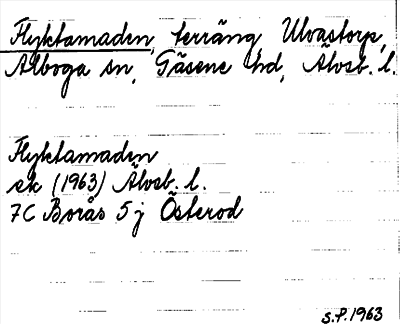 Flyktamaden, terräng, Ulvastorp,
Alboga sn, Gäsene hd, Älvsb. l.
Flyktamaden
ek (1963) Älvsb. l.
7C Borås 5 j Österod
S.P. 1963